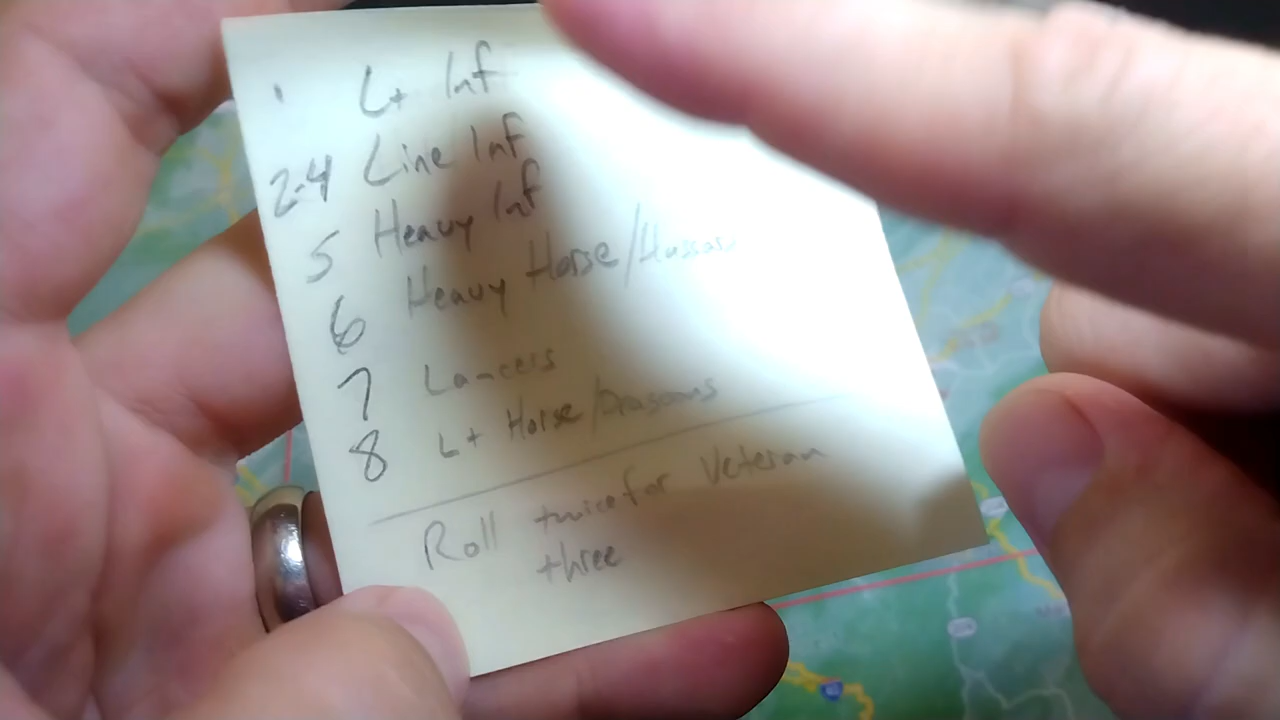 1 Lt Inf
2-4 Line Inf
5 Heavy Inf
6 Heavy Horse/Hussars
7 Lancers
8 Lt Horse/Dragoons
Roll twice for Veteran
three